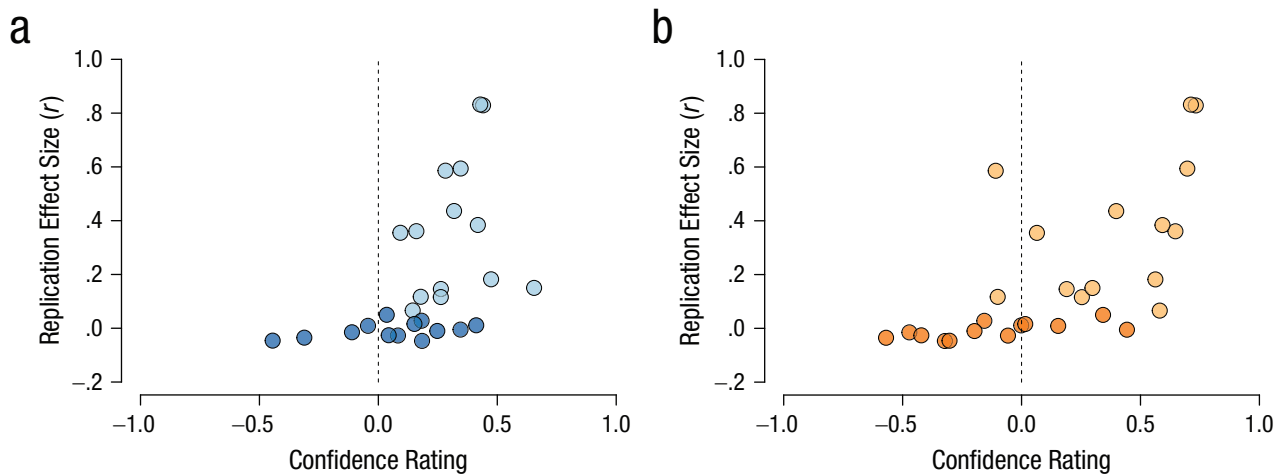 a
Replication Effect Size (r)
1.0
.8
.6
.4
.2
.0
–.2
–1.0 –0.5 0.0 0.5 1.0
Confidence Rating
b
Replication Effect Size (r)
1.0
.8
.6
.4
.2
.0
–.2
–1.0 –0.5 0.0 0.5 1.0
Confidence Rating